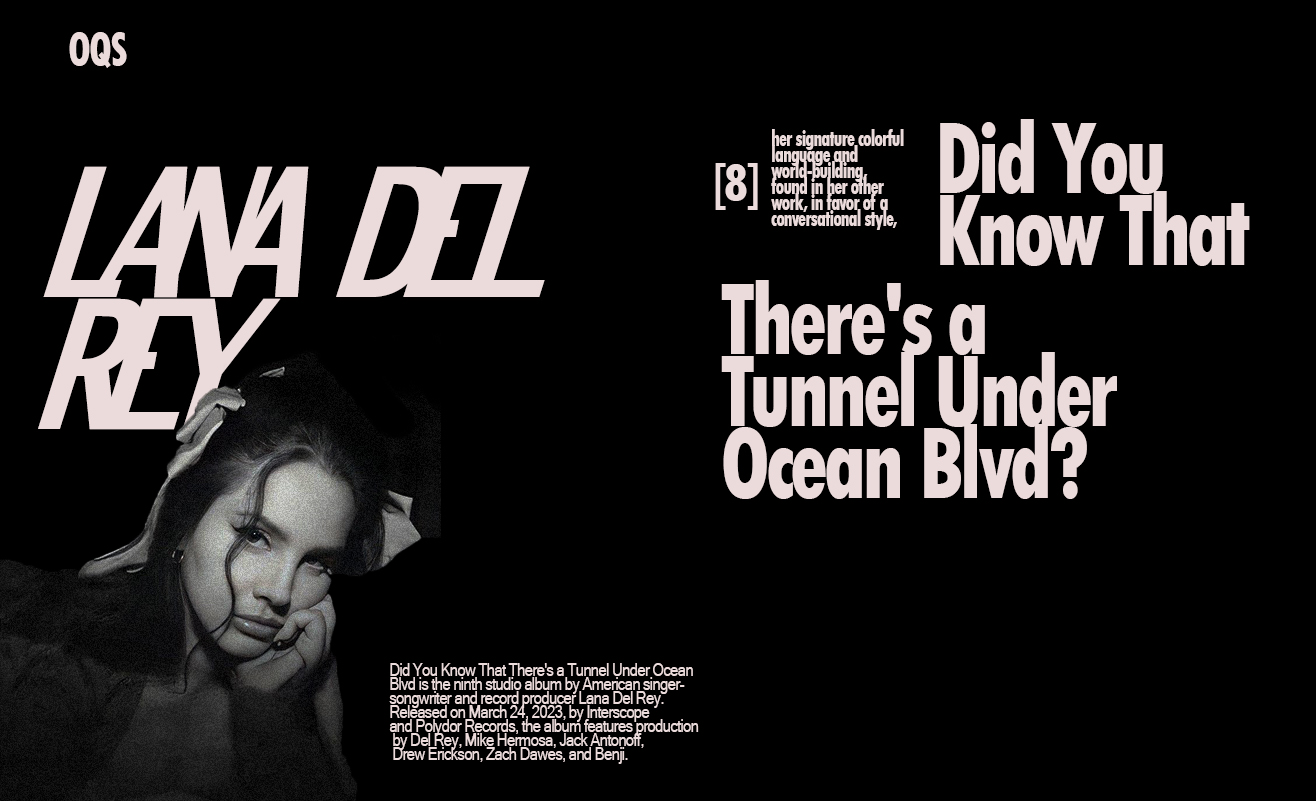 OQS
LANA DEL
REY
[8]
her signature colorful
language and
world-building,
found in her other
work, in favor of a
conversational style,
Did You
Know That
There's a
Tunnel Under
Ocean Blvd?
Did You Know That There's a Tunnel Under Ocean
Blvd is the ninth studio album by American singer-
songwriter and record producer Lana Del Rey.
Released on March 24, 2023, by Interscope
and Polydor Records, the album features production
by Del Rey, Mike Hermosa, Jack Antonoff,
Drew Erickson, Zach Dawes, and Benji.